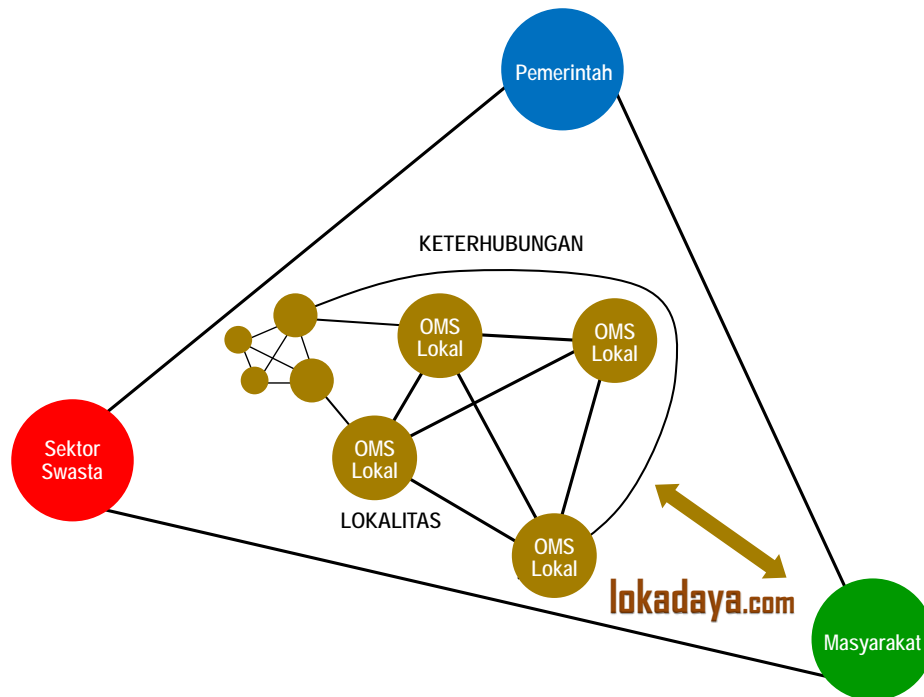 Pemerintah
KETERHUBUNGAN
OMS
Lokal
OMS
Lokal
Sektor
Swasta
OMS
Lokal
LOKALITAS
OMS
Lokal
lokadaya.com
Masyarakat